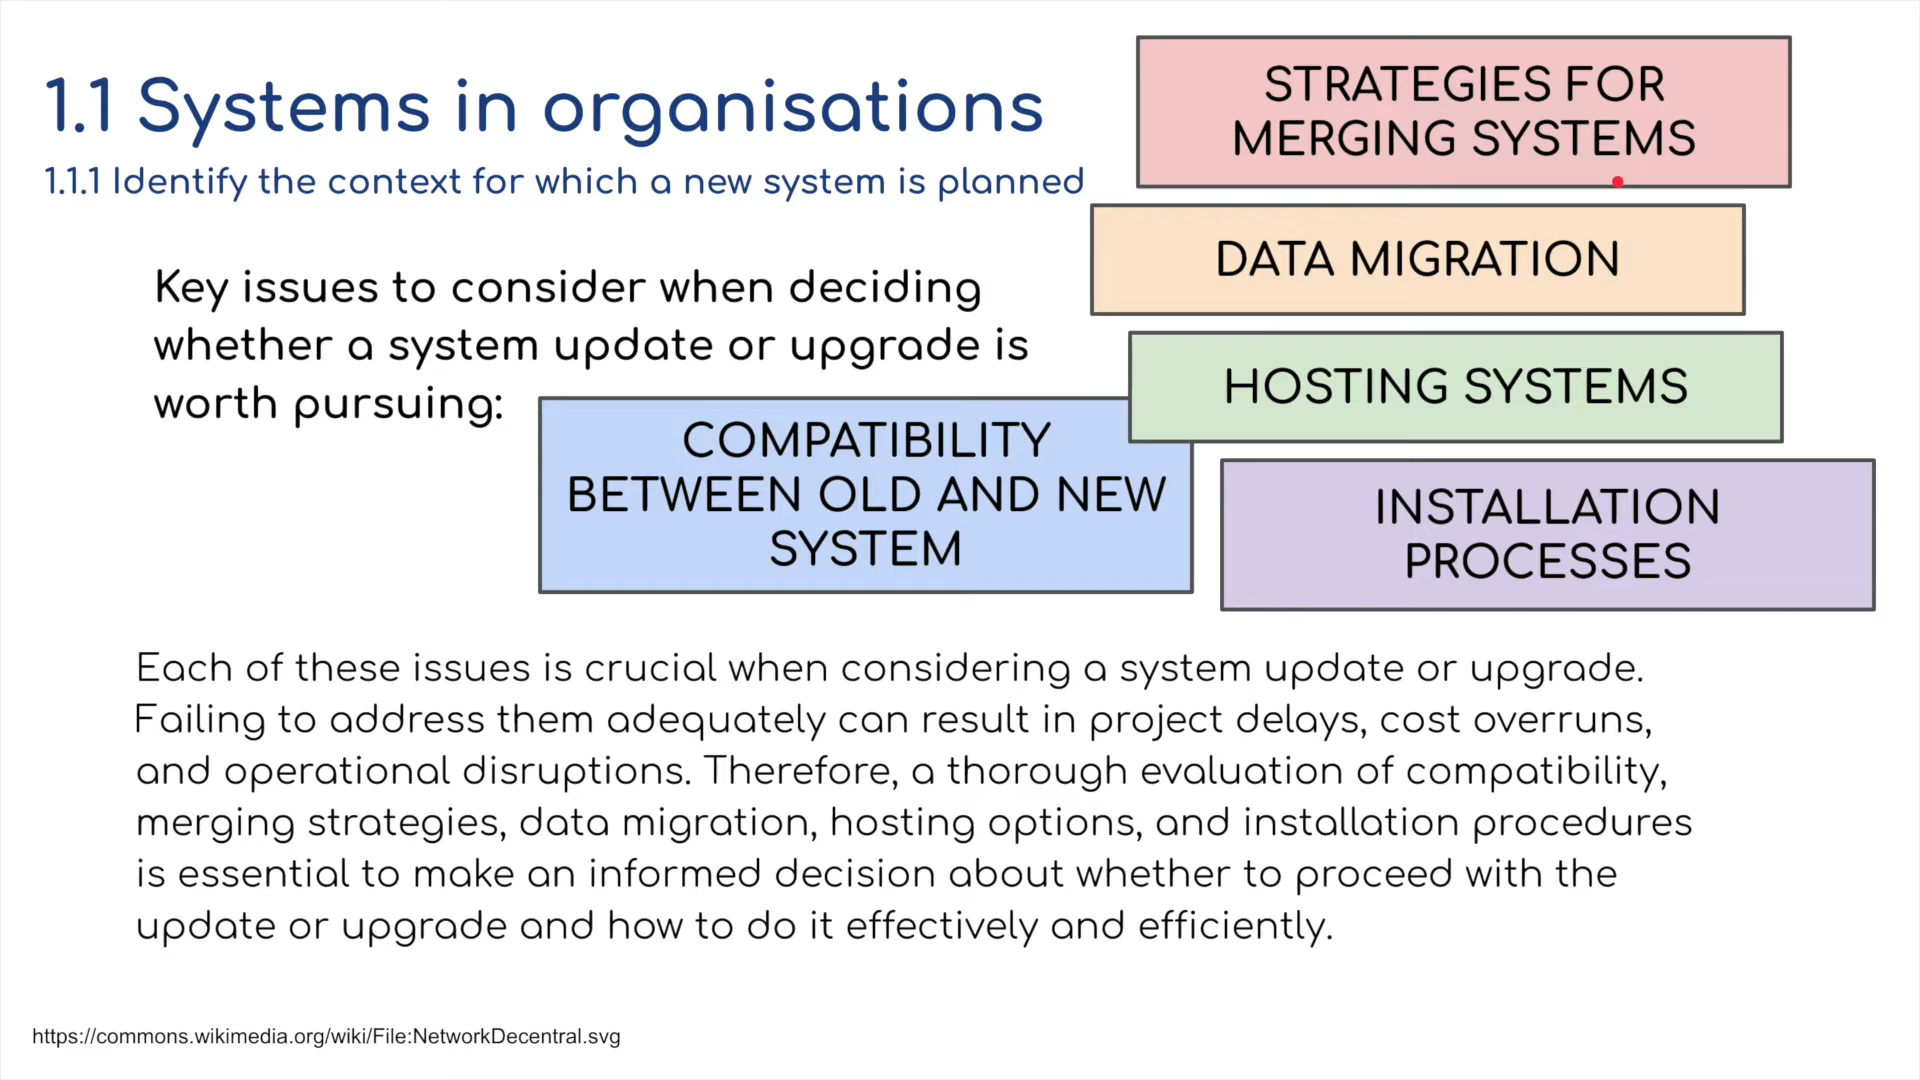 1.1 Systems in organisations
1.1.1 Identify the context for which a new system is planned
Key issues to consider when deciding
whether a system update or upgrade is
worth pursuing:
STRATEGIES FOR
MERGING SYSTEMS
DATA MIGRATION
HOSTING SYSTEMS
COMPATIBILITY
BETWEEN OLD AND NEW
SYSTEM
INSTALLATION
PROCESSES
Each of these issues is crucial when considering a system update or upgrade.
Failing to address them adequately can result in project delays, cost overruns,
and operational disruptions. Therefore, a thorough evaluation of compatibility,
merging strategies, data migration, hosting options, and installation procedures
is essential to make an informed decision about whether to proceed with the
update or upgrade and how to do it effectively and efficiently.
https://commons.wikimedia.org/wiki/File:NetworkDecentral.svg